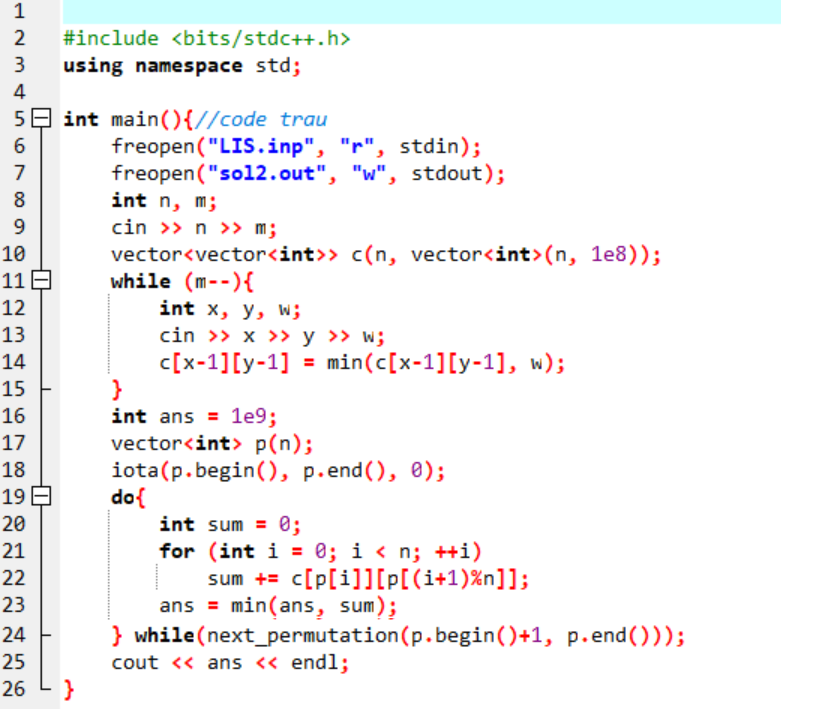 1
2 #include <bits/stdc++.h>
3 using namespace std;
4
5 int main(){//code trau
6 freopen("LIS.inp", "r", stdin);
7 freopen("sol2.out", "w", stdout);
8 int n, m;
9 cin >> n >> m;
10 vector<vector<int>> c(n, vector<int>(n, 1e8));
11 while (m--){
12 int x, y, w;
13 cin >> x >> y >> w;
14 c[x-1][y-1] = min(c[x-1][y-1], w);
15 }
16 int ans = 1e9;
17 vector<int> p(n);
18 iota(p.begin(), p.end(), 0);
19 do{
20 int sum = 0;
21 for (int i = 0; i < n; ++i)
22 sum += c[p[i]][p[(i+1)%n]];
23 ans = min(ans, sum);
24 } while(next_permutation(p.begin()+1, p.end()));
25 cout << ans << endl;
26 }